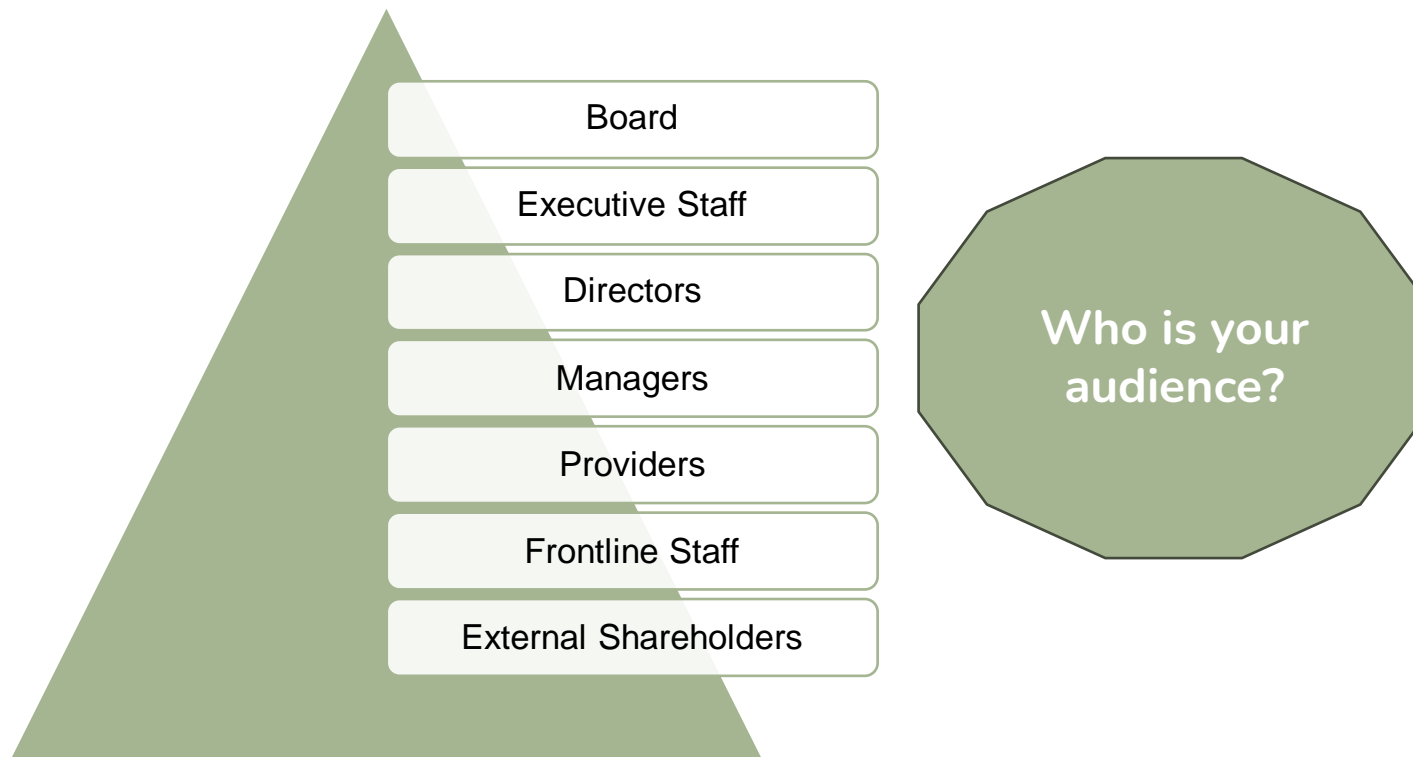 Board
Executive Staff
Directors
Managers
Providers
Frontline Staff
External Shareholders
Who is your
audience?